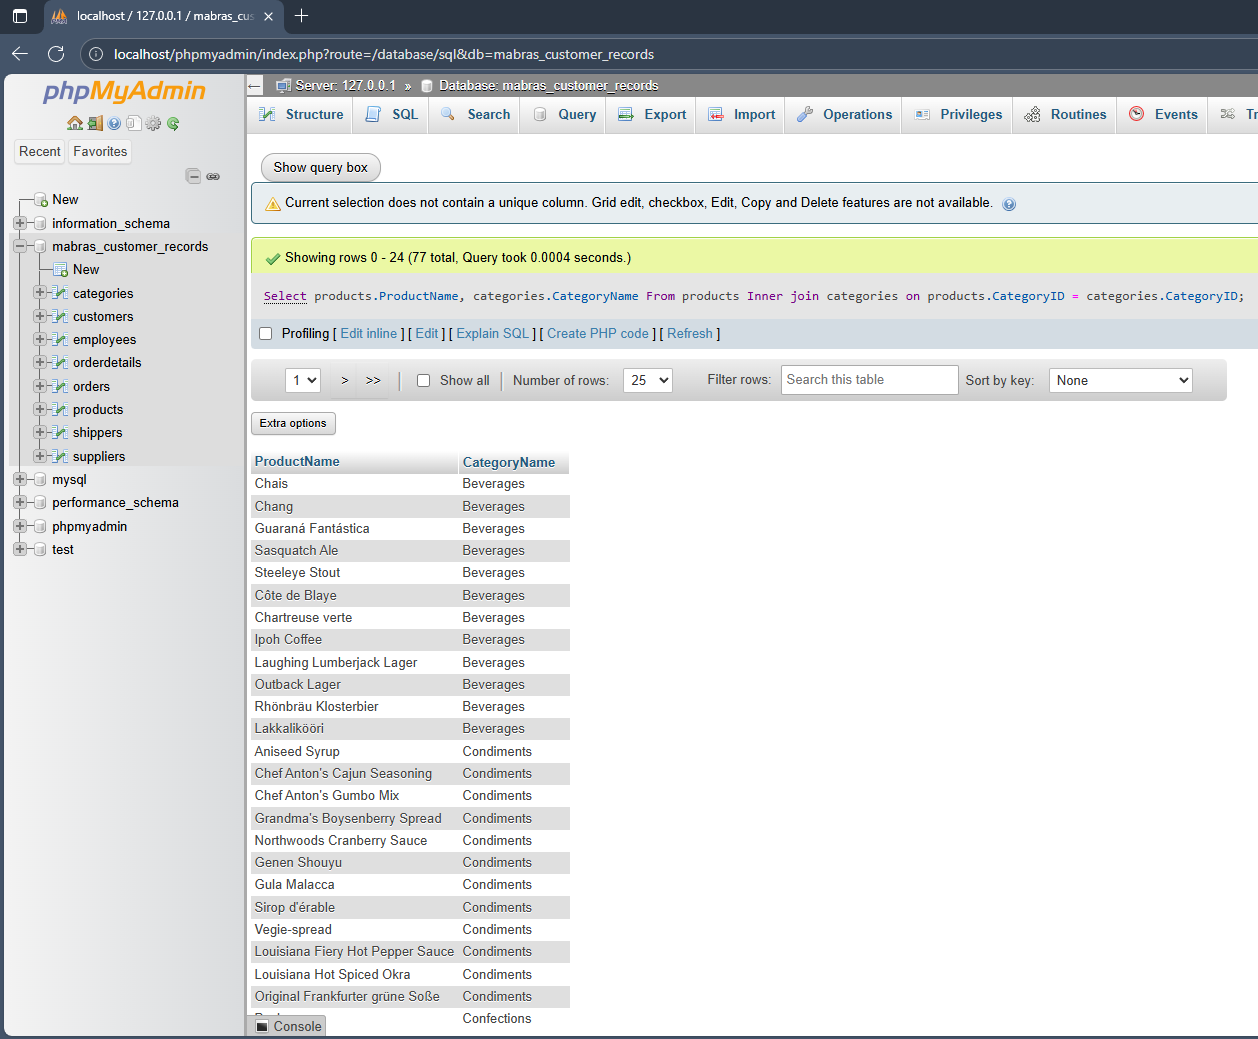 localhost / 127.0.0.1 / mabras_cus
localhost/phpmyadmin/index.php?route=/database/sql&db=mabras_customer_records
phpMyAdmin
Recent Favorites
New
information_schema
mabras_customer_records
New
categories
customers
employees
orderdetails
orders
products
shippers
suppliers
mysql
performance_schema
phpmyadmin
test
Server: 127.0.0.1 » Database: mabras_customer_records
Structure SQL Search Query Export Import Operations Privileges Routines Events Tr
Show query box
Current selection does not contain a unique column. Grid edit, checkbox, Edit, Copy and Delete features are not available.
Showing rows 0 - 24 (77 total, Query took 0.0004 seconds.)
Select products.ProductName, categories.CategoryName From products Inner join categories on products.CategoryID = categories.CategoryID;
Profiling [ Edit inline ] [ Edit ] [ Explain SQL ] [ Create PHP code ] [ Refresh ]
1 > >> Show all Number of rows: 25 Filter rows: Search this table Sort by key: None
Extra options
ProductName CategoryName
Chais Beverages
Chang Beverages
Guaraná Fantástica Beverages
Sasquatch Ale Beverages
Steeleye Stout Beverages
Côte de Blaye Beverages
Chartreuse verte Beverages
Ipoh Coffee Beverages
Laughing Lumberjack Lager Beverages
Outback Lager Beverages
Rhönbräu Klosterbier Beverages
Lakkalikööri Beverages
Aniseed Syrup Condiments
Chef Anton's Cajun Seasoning Condiments
Chef Anton's Gumbo Mix Condiments
Grandma's Boysenberry Spread Condiments
Northwoods Cranberry Sauce Condiments
Genen Shouyu Condiments
Gula Malacca Condiments
Sirop d'érable Condiments
Vegie-spread Condiments
Louisiana Fiery Hot Pepper Sauce Condiments
Louisiana Hot Spiced Okra Condiments
Original Frankfurter grüne Soße Condiments
Confections
Console